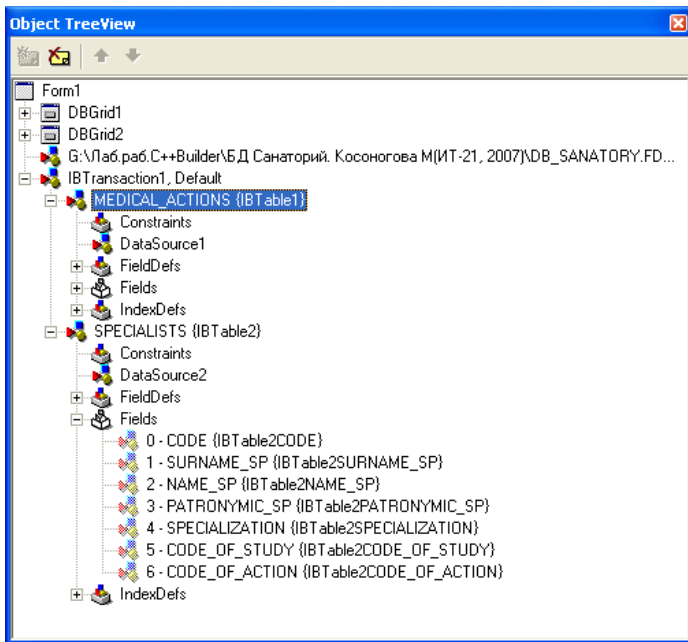 Object TreeView
Form1
DBGrid1
DBGrid2
G:\Лаб.раб.C++Builder\БД Санаторий. Косоногова М(ИТ-21, 2007)\DB_SANATORY.FD...
IBTransaction1, Default
MEDICAL_ACTIONS {IBTable1}
Constraints
DataSource1
FieldDefs
Fields
IndexDefs
SPECIALISTS {IBTable2}
Constraints
DataSource2
FieldDefs
Fields
0 - CODE {IBTable2CODE}
1 - SURNAME_SP {IBTable2SURNAME_SP}
2 - NAME_SP {IBTable2NAME_SP}
3 - PATRONYMIC_SP {IBTable2PATRONYMIC_SP}
4 - SPECIALIZATION {IBTable2SPECIALIZATION}
5 - CODE_OF_STUDY {IBTable2CODE_OF_STUDY}
6 - CODE_OF_ACTION {IBTable2CODE_OF_ACTION}
IndexDefs